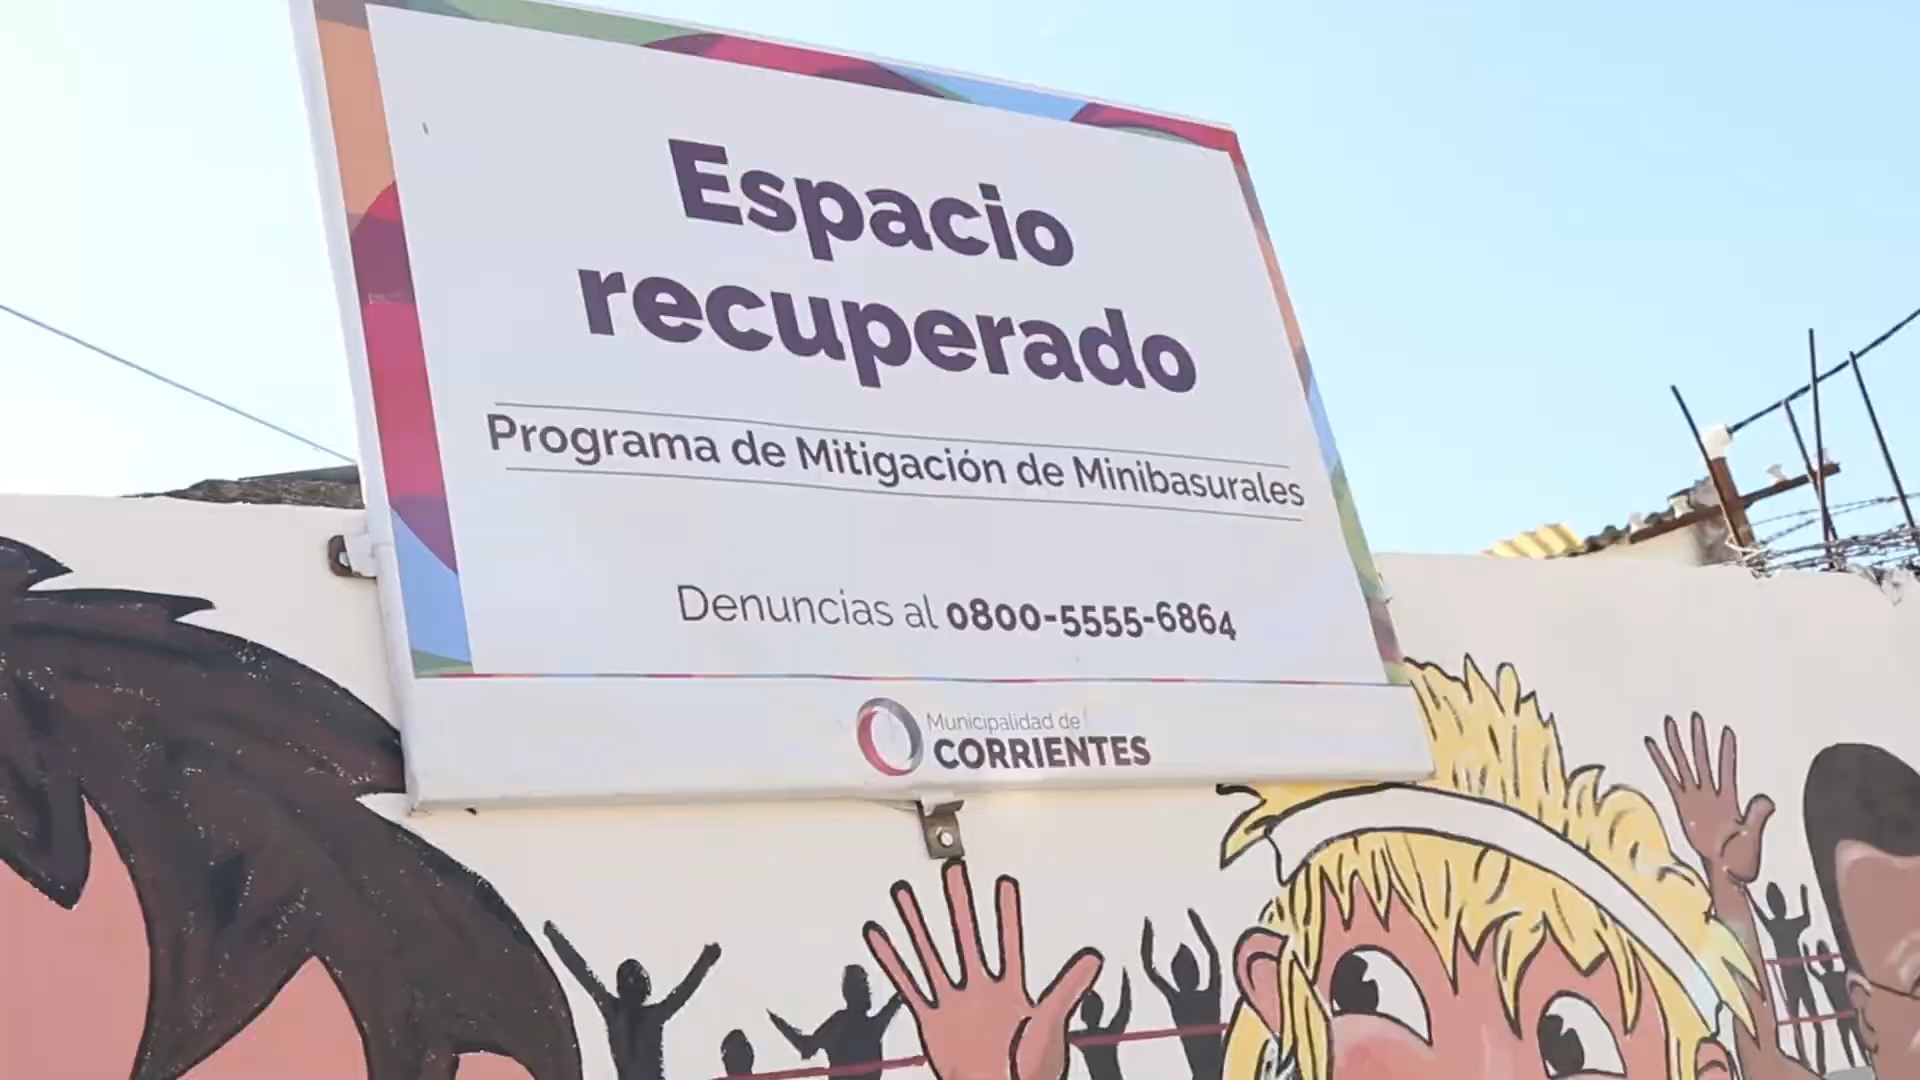 Espacio
recuperado
Programa de Mitigación de Minibasurales
Denuncias al 0800-5555-6864
Municipalidad de
CORRIENTES